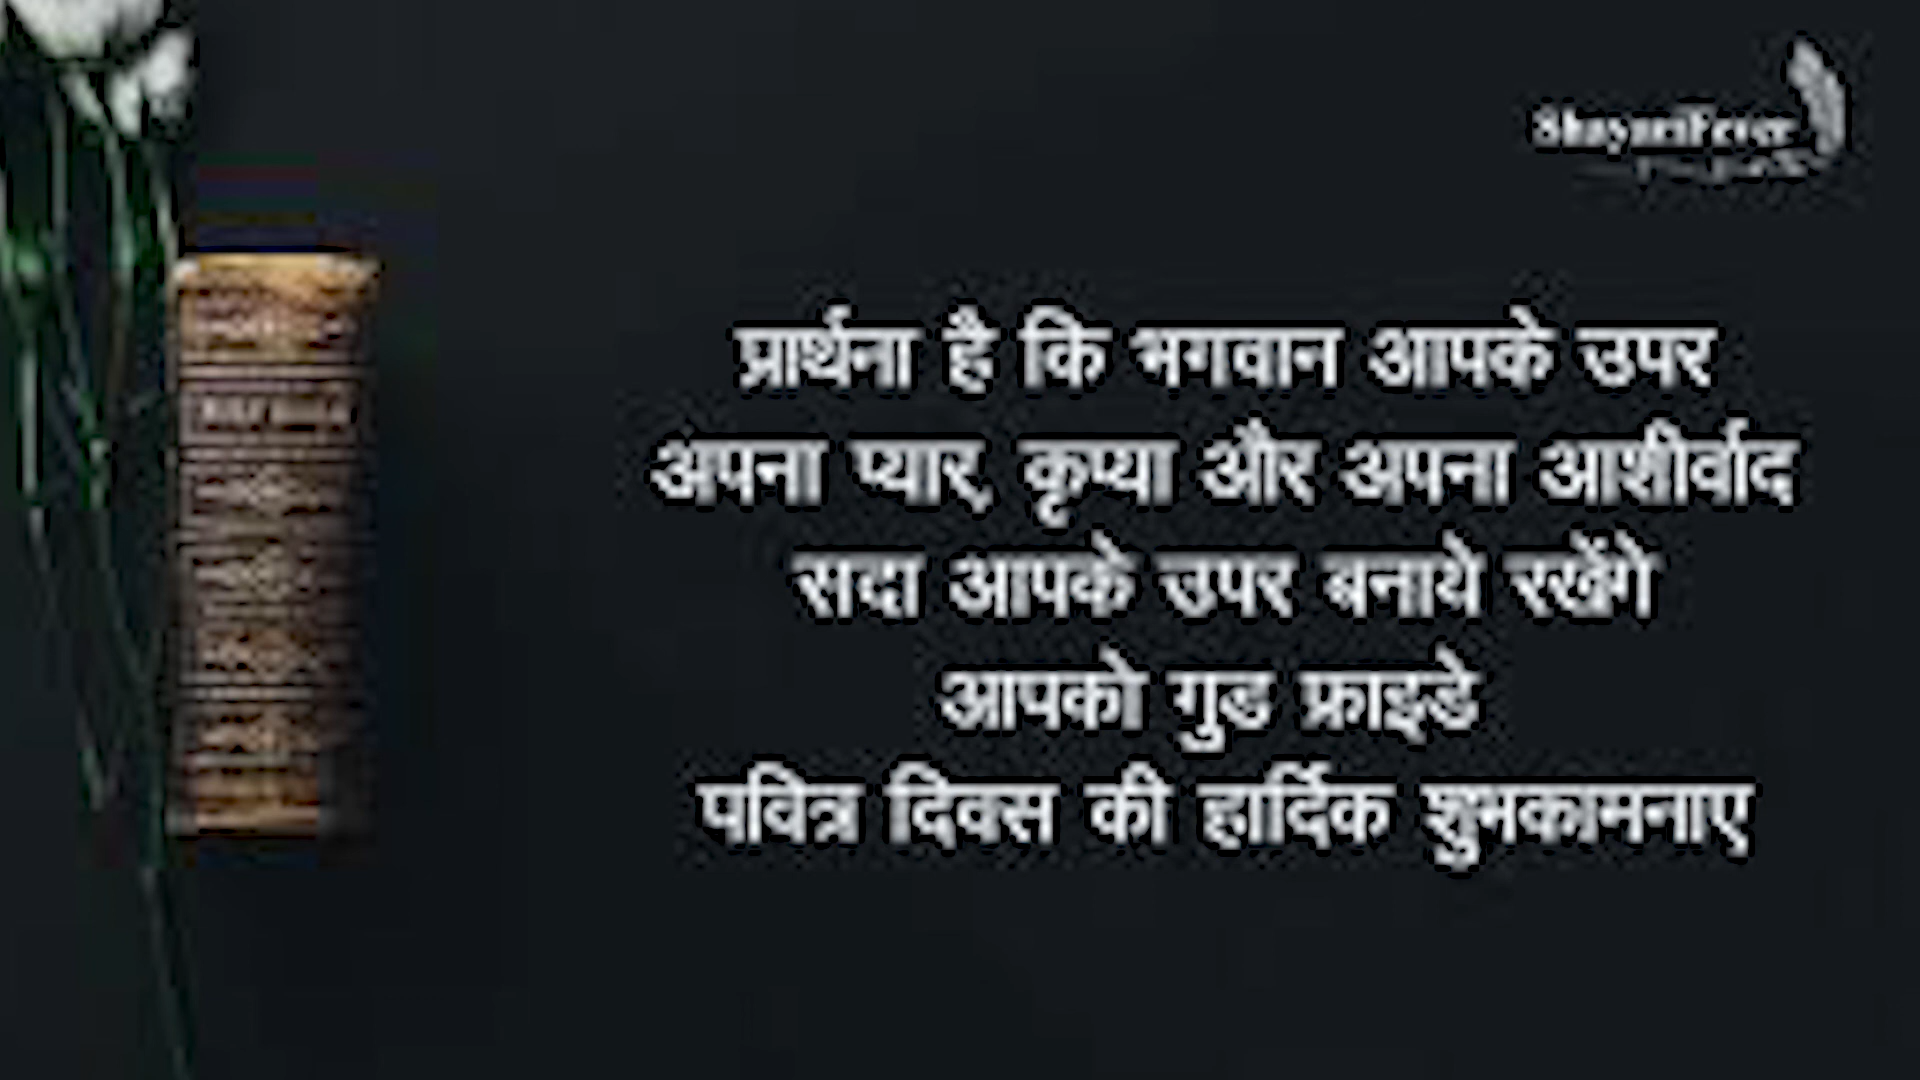 ShayariFever
प्रार्थना है कि भगवान आपके उपर
अपना प्यार, कृप्या और अपना आशीर्वाद
सदा आपके उपर बनाये रखेंगे
आपको गुड फ्राइडे
पवित्र दिवस की हार्दिक शुभकामनाए